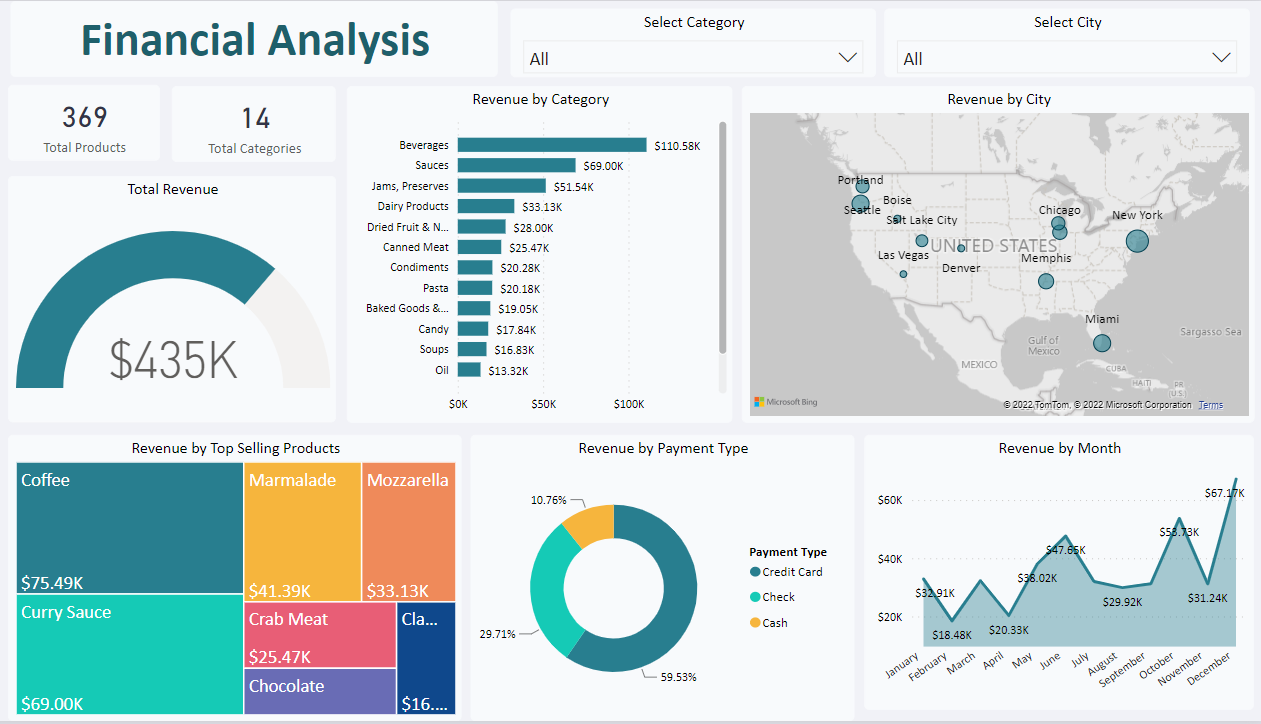 Financial Analysis
Select Category
All
Select City
All
369
Total Products
14
Total Categories
Total Revenue
$435K
Revenue by Category
Beverages $110.58K
Sauces $69.00K
Jams, Preserves $51.54K
Dairy Products $33.13K
Dried Fruit & N... $28.00K
Canned Meat $25.47K
Condiments $20.28K
Pasta $20.18K
Baked Goods &... $19.05K
Candy $17.84K
Soups $16.83K
Oil $13.32K
$0K $50K $100K
Revenue by City
Portland
Seattle
Boise
Salt Lake City
Chicago
New York
UNITED STATES
Las Vegas
Denver
Memphis
Miami
Sargasso Sea
Gulf of
Mexico
MEXICO
CUBA
HAITI
PR
(U.S.)
Microsoft Bing
© 2022 TomTom, © 2022 Microsoft Corporation Terms
Revenue by Top Selling Products
Coffee
$75.49K
Curry Sauce
$69.00K
Marmalade
$41.39K
Mozzarella
$33.13K
Crab Meat
$25.47K
Chocolate
Cla...
$16....
Revenue by Payment Type
10.76%
29.71%
59.53%
Payment Type
Credit Card
Check
Cash
Revenue by Month
$60K
$40K
$20K
$32.91K
$18.48K
$20.33K
$38.02K
$47.65K
$29.92K
$53.73K
$31.24K
$67.17K
January
February
March
April
May
June
July
August
September
October
November
December